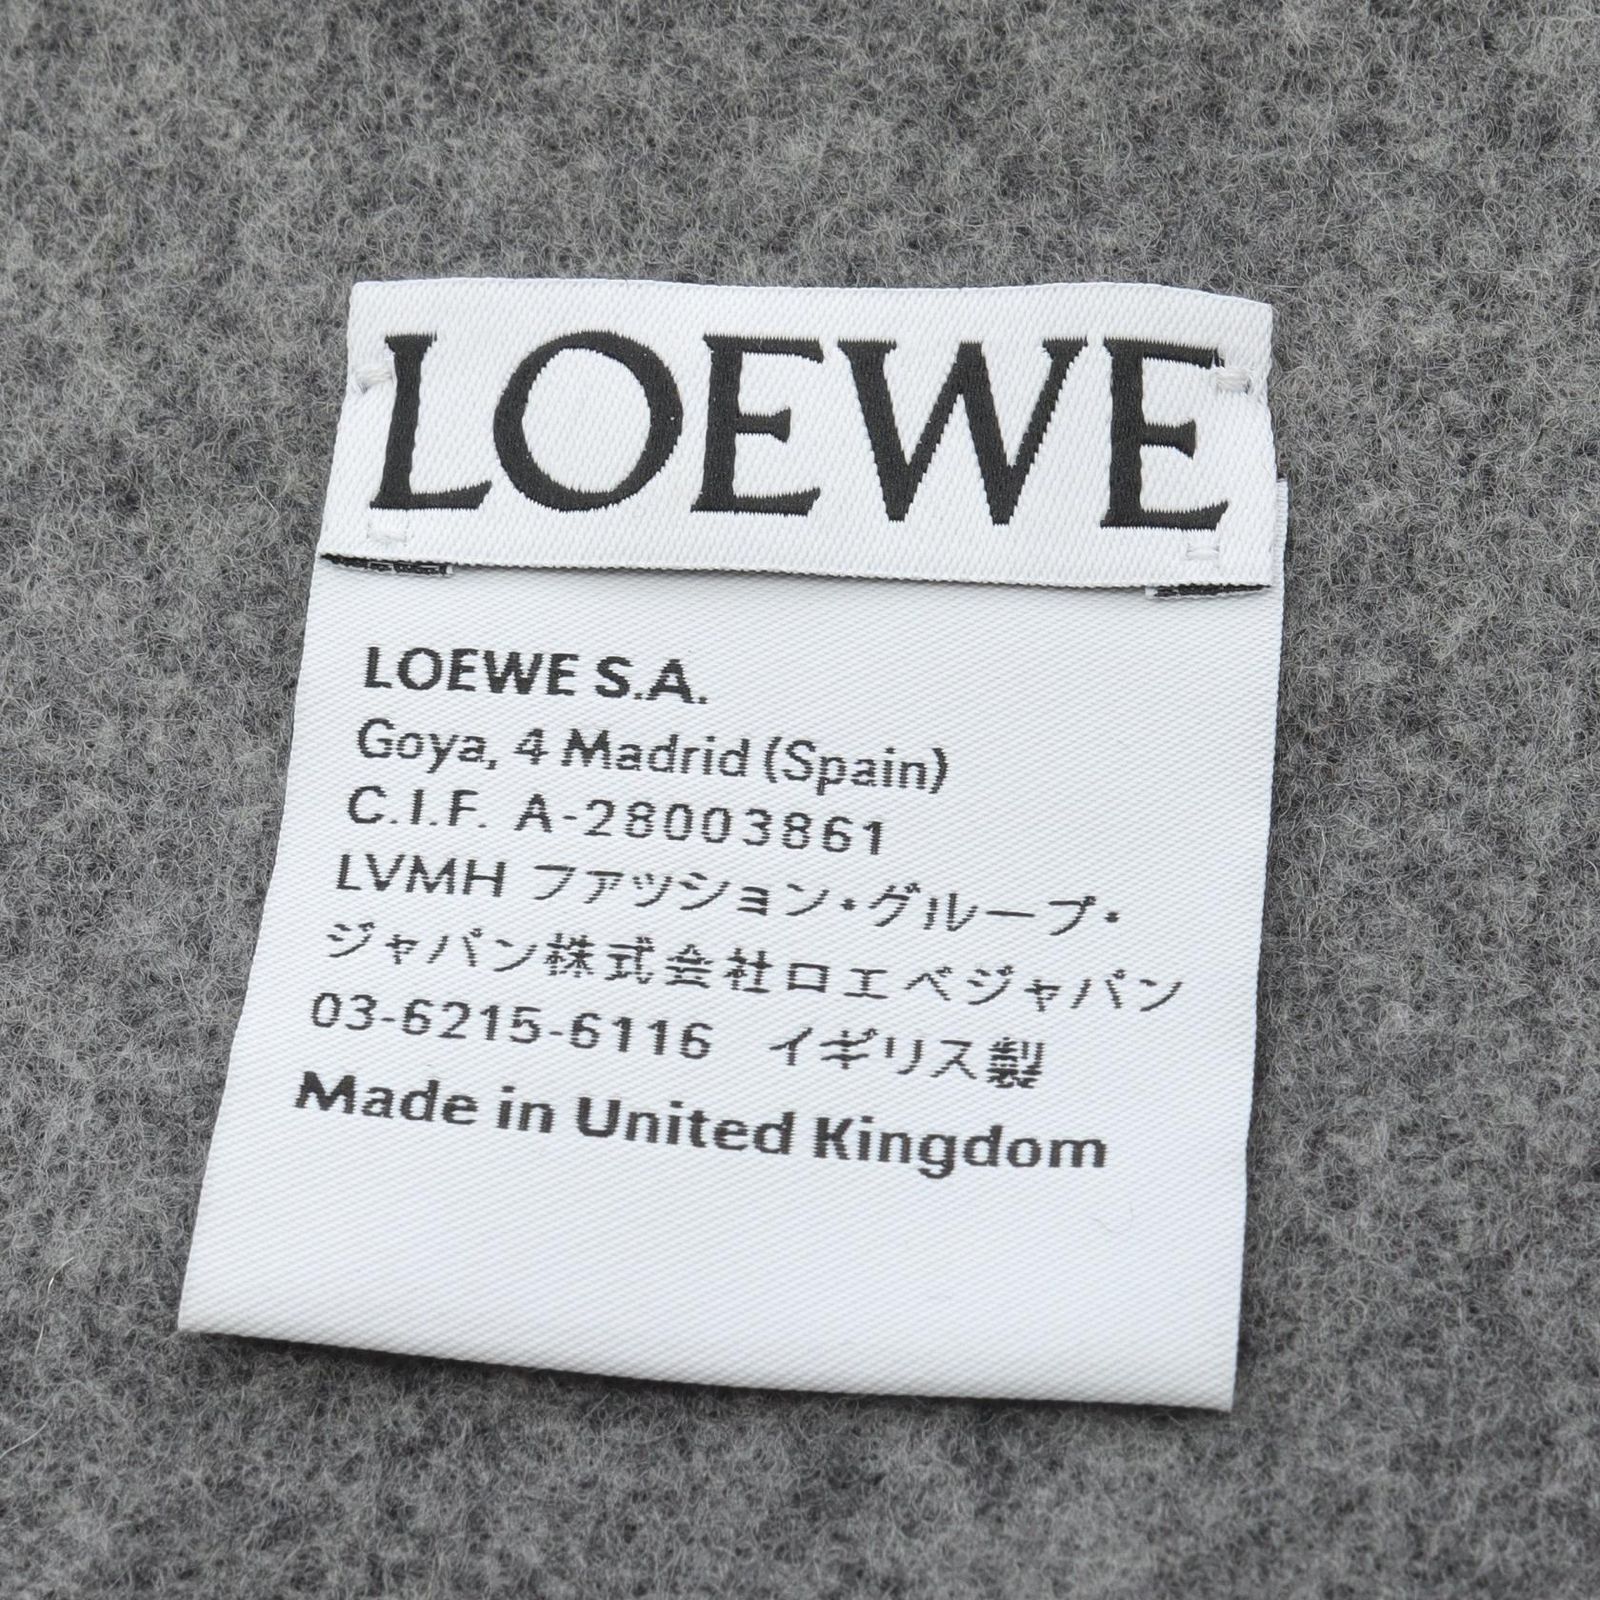 LOEWE
LOEWE S.A.
Goya, 4 Madrid (Spain)
C.I.F. A-28003861
LVMH ファッション・グループ・
ジャパン株式会社ロエベジャパン
03-6215-6116 イギリス製
Made in United Kingdom